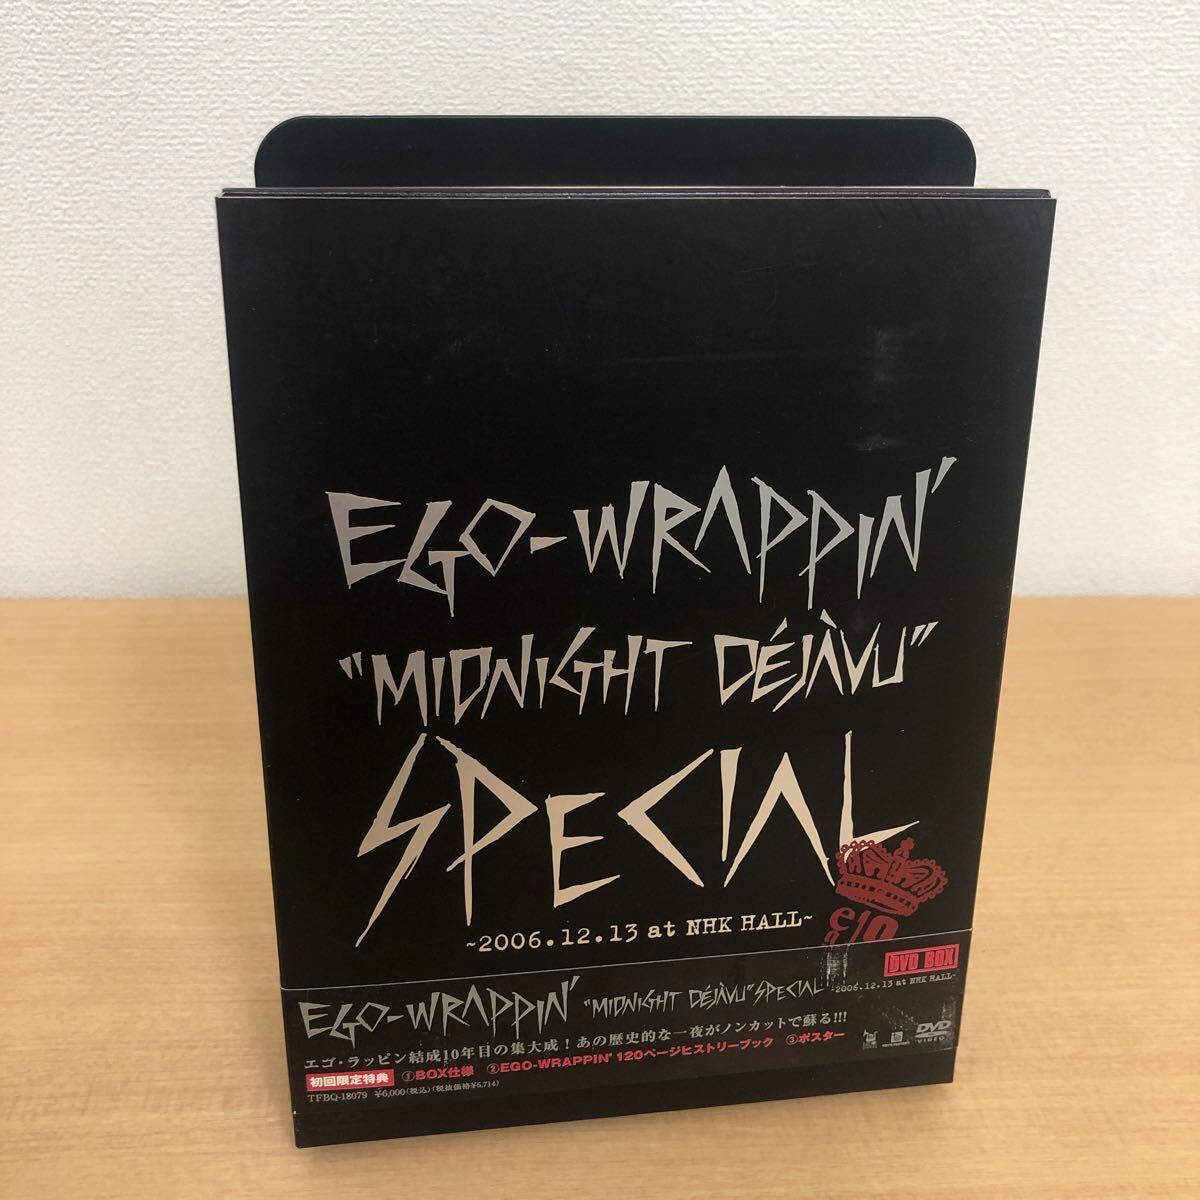 EGO-WRAPPIN'
"MIDNIGHT DÉJÀVU"
SPECIAL
~2006.12.13 at NHK HALL~
DVD BOX
EGO-WRAPPIN' "MIDNIGHT DÉJÀVU" SPECIAL ~2006.12.13 at NHK HALL~
エゴ・ラッピン結成10年目の集大成!あの歴史的な一夜がノンカットで蘇る!!!
初回限定特典 ①BOX仕様 ②EGO-WRAPPIN' 120ページヒストリーブック ③ポスター
TFBQ-18079 ¥6,000(税込)(税抜価格¥5,714)
DVD
VIDEO